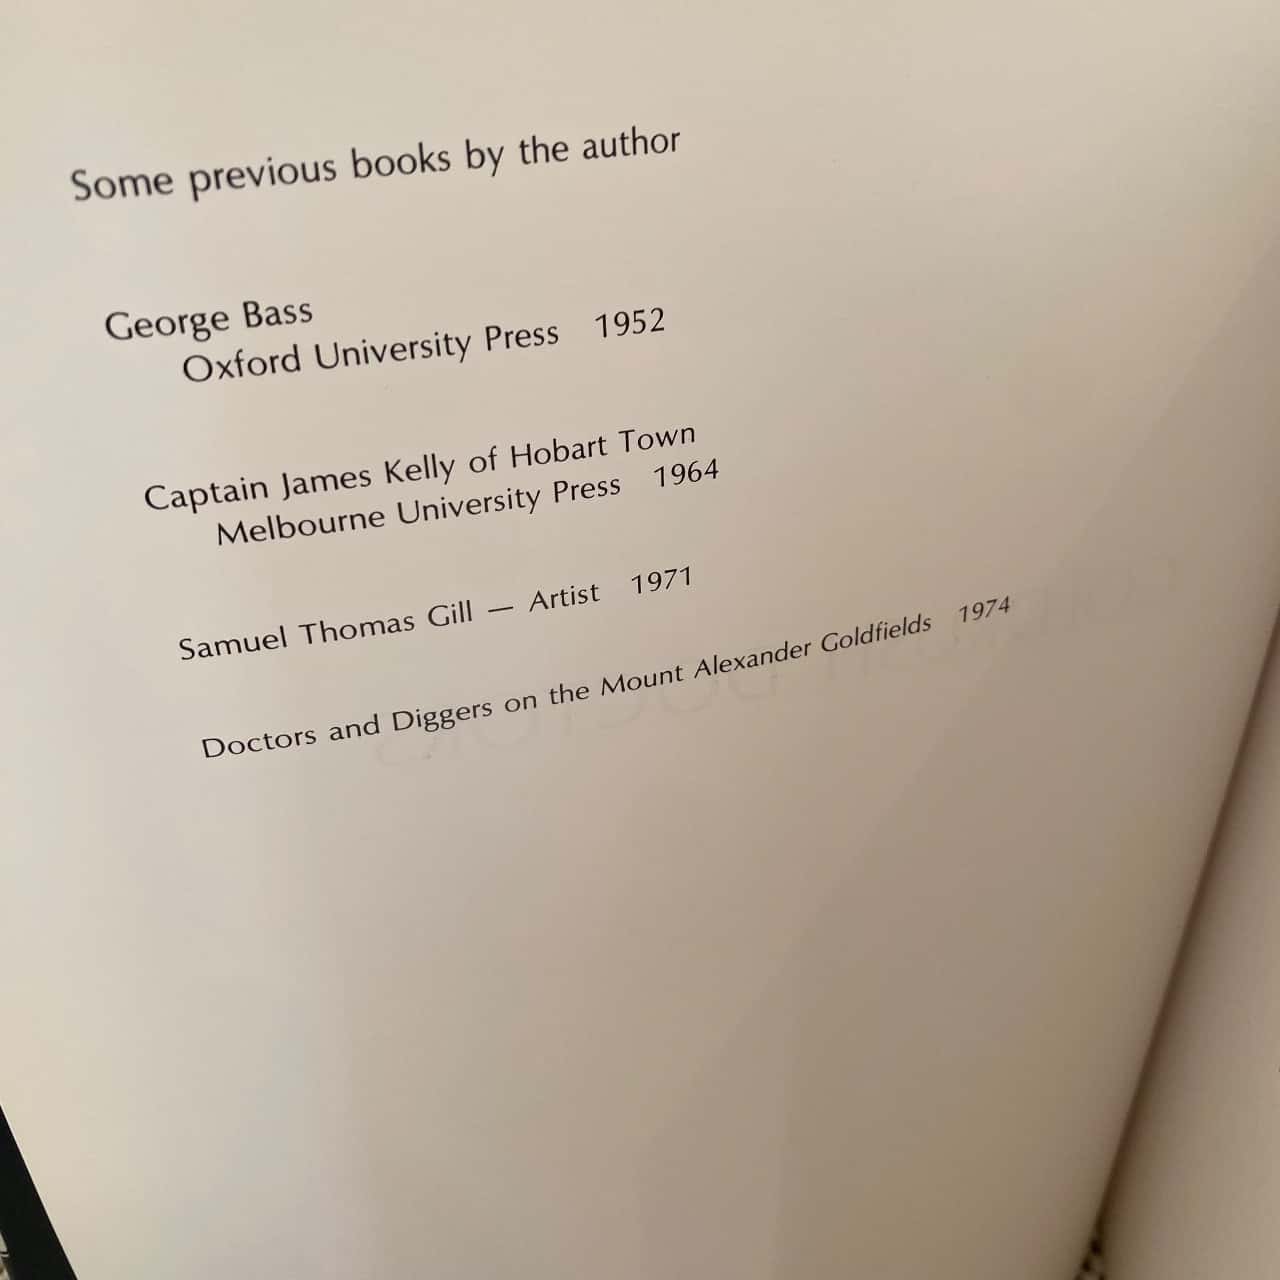 Some previous books by the author
George Bass
Oxford University Press 1952
Captain James Kelly of Hobart Town
Melbourne University Press 1964
Samuel Thomas Gill — Artist 1971
Doctors and Diggers on the Mount Alexander Goldfields 1974